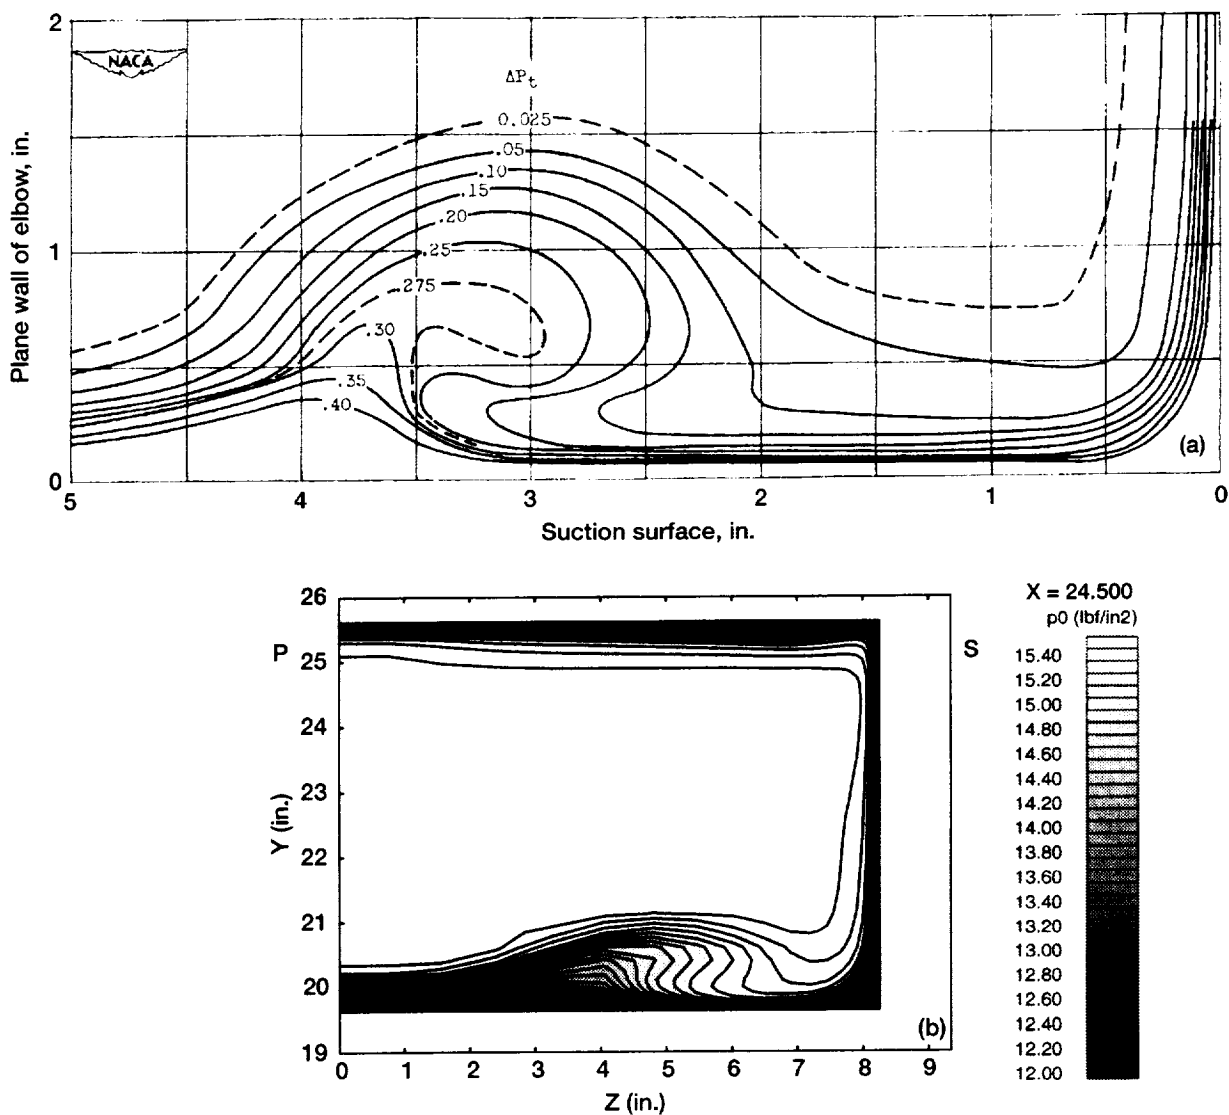 2
NACA
ΔPt
0.025
.05
.10
.15
.20
.25
.275
.30
.35
.40
1
0
Plane wall of elbow, in.
(a)
5 4 3 2 1 0
Suction surface, in.
26
25
24
23
22
21
20
19
Y (in.)
P
S
(b)
0 1 2 3 4 5 6 7 8 9
Z (in.)
X = 24.500
p0 (lbf/in2)
15.40
15.20
15.00
14.80
14.60
14.40
14.20
14.00
13.80
13.60
13.40
13.20
13.00
12.80
12.60
12.40
12.20
12.00